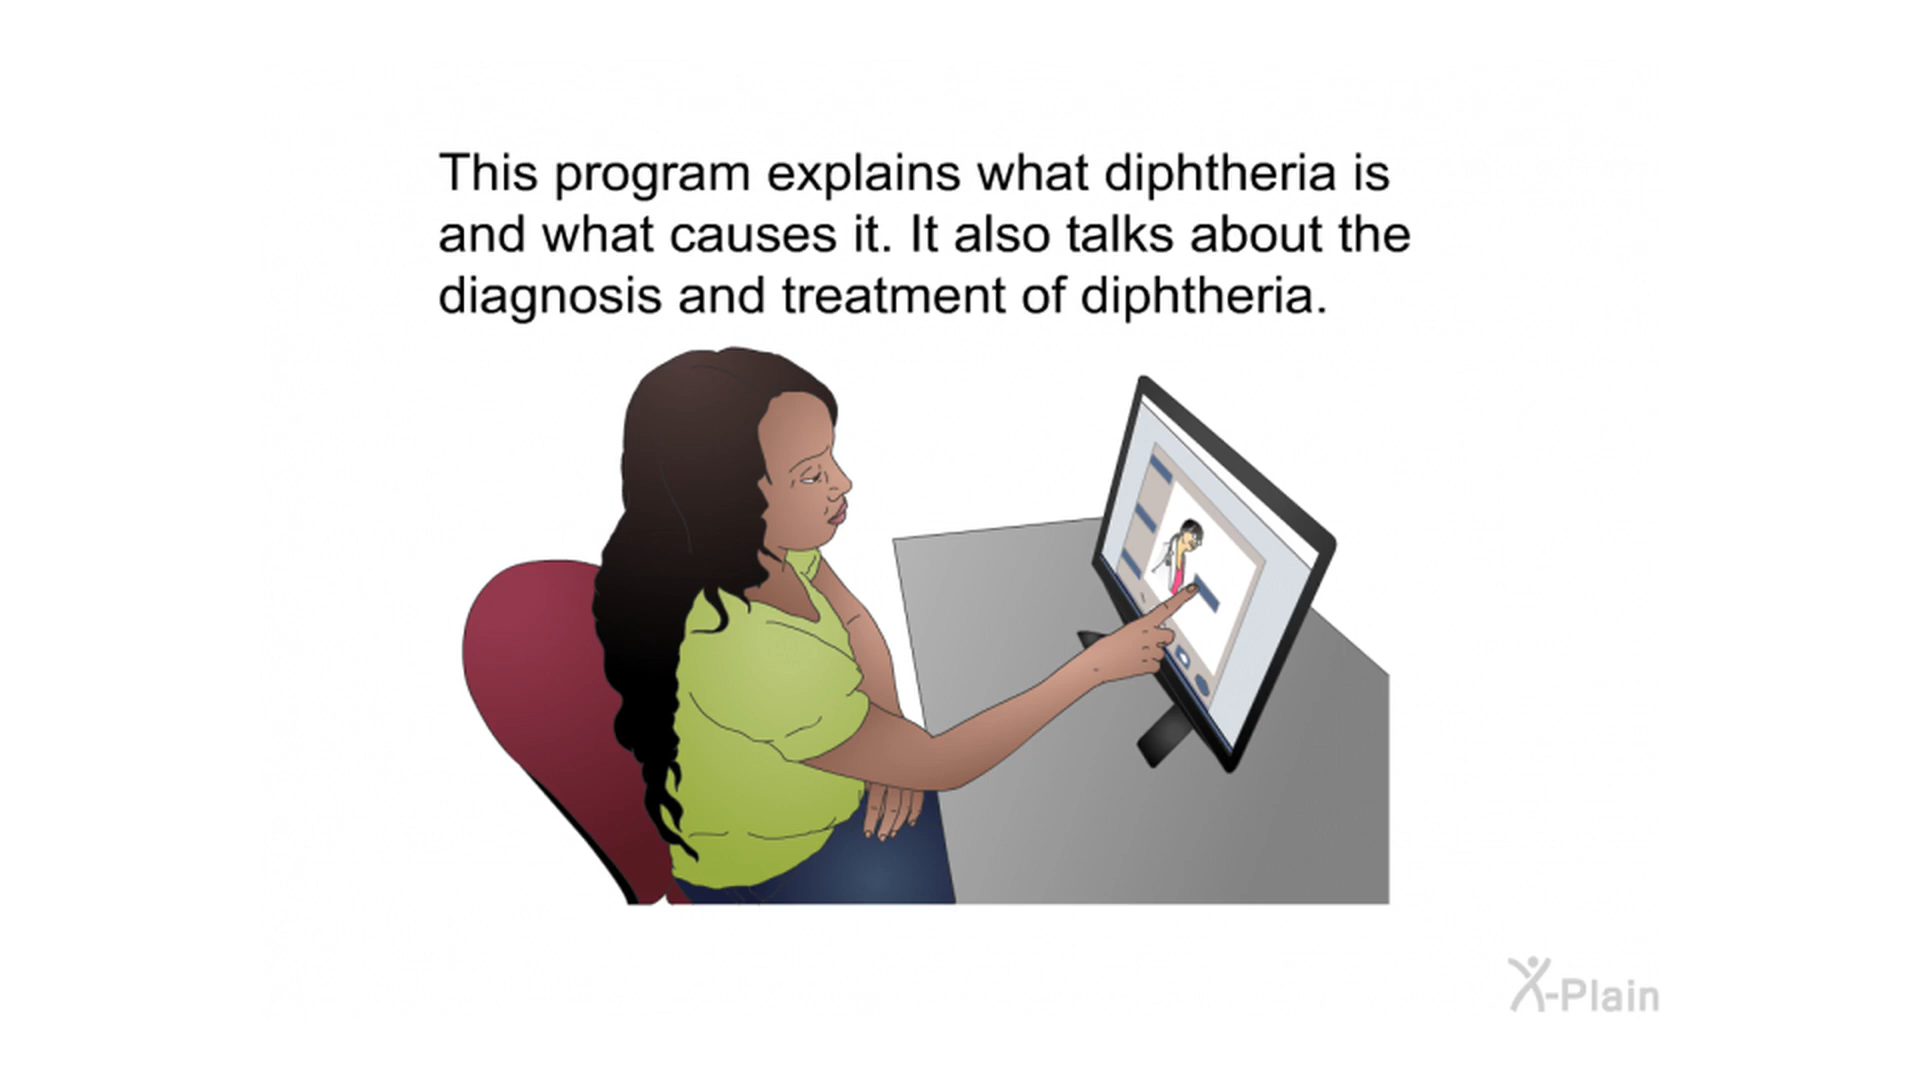 This program explains what diphtheria is
and what causes it. It also talks about the
diagnosis and treatment of diphtheria.
X-Plain